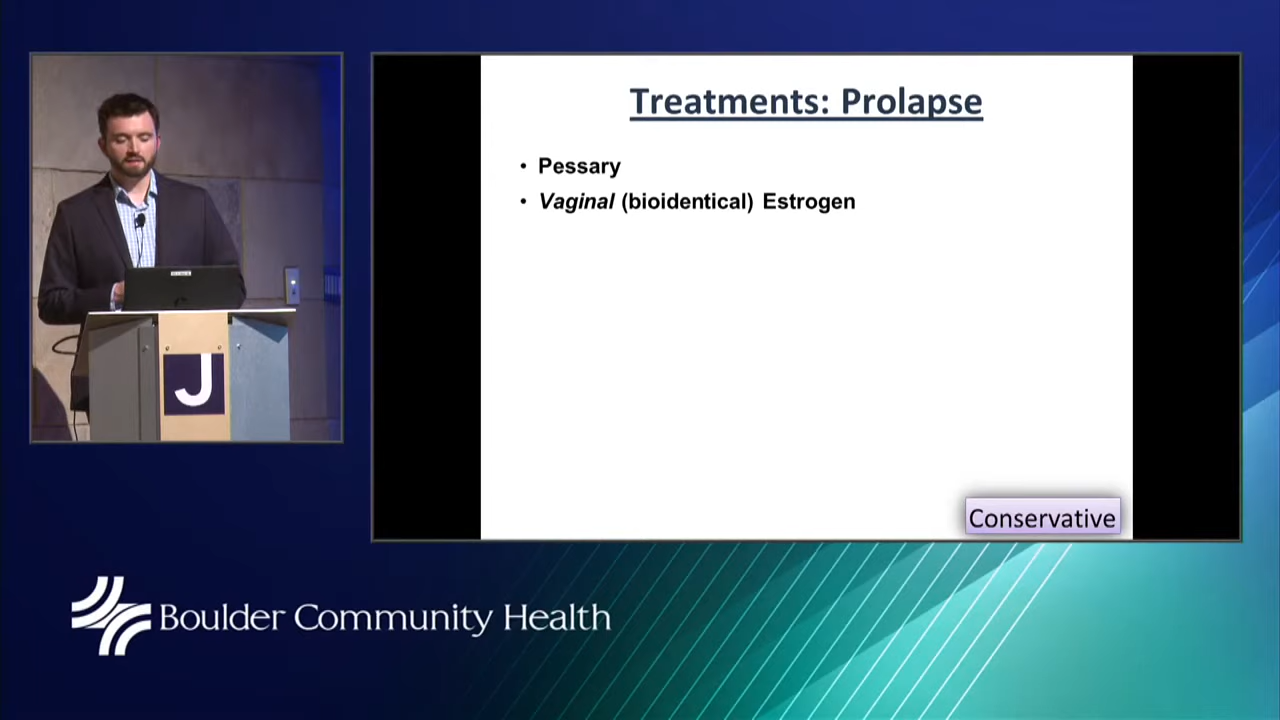 Treatments: Prolapse
• Pessary
• Vaginal (bioidentical) Estrogen
Conservative
J
Boulder Community Health